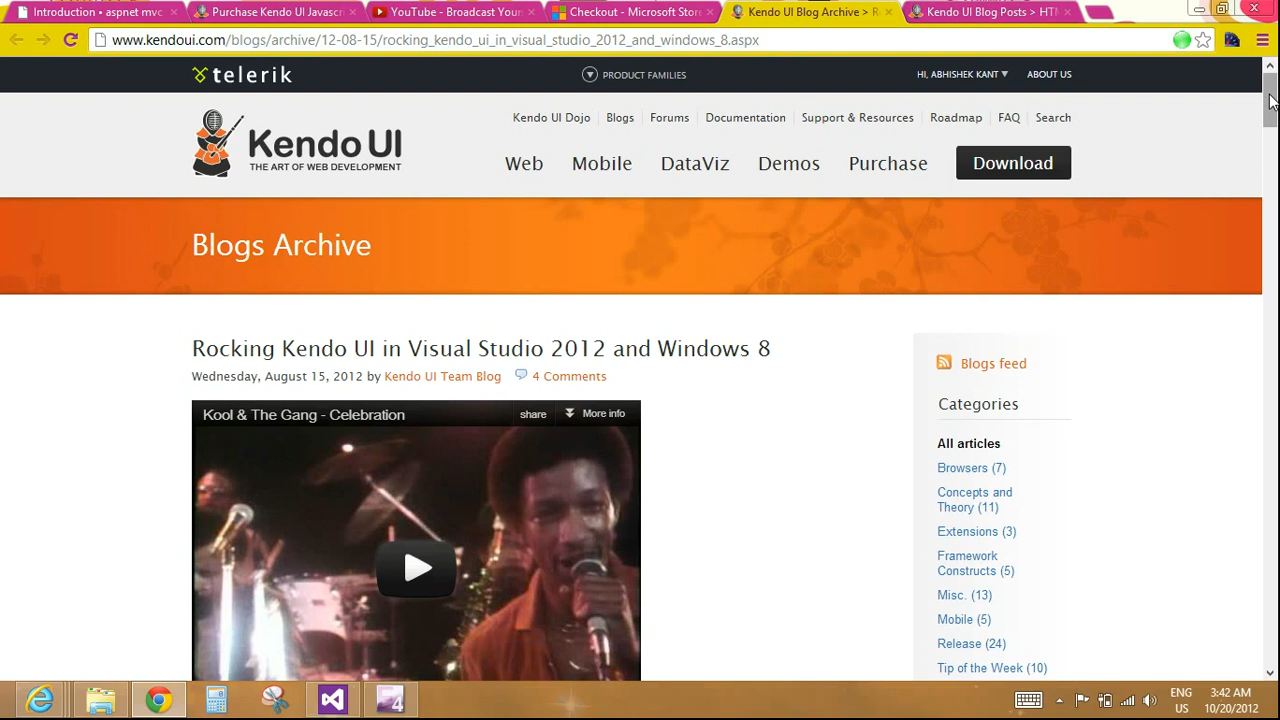 Introduction • aspnet mvc
Purchase Kendo UI Javascri
YouTube - Broadcast Yours
Checkout - Microsoft Store
Kendo UI Blog Archive > R
Kendo UI Blog Posts > HTM
www.kendoui.com/blogs/archive/12-08-15/rocking_kendo_ui_in_visual_studio_2012_and_windows_8.aspx
telerik
PRODUCT FAMILIES
HI, ABHISHEK KANT
ABOUT US
Kendo UI Dojo
Blogs
Forums
Documentation
Support & Resources
Roadmap
FAQ
Search
Kendo UI
THE ART OF WEB DEVELOPMENT
Web
Mobile
DataViz
Demos
Purchase
Download
Blogs Archive
Rocking Kendo UI in Visual Studio 2012 and Windows 8
Wednesday, August 15, 2012 by Kendo UI Team Blog 4 Comments
Kool & The Gang - Celebration
share
More info
Blogs feed
Categories
All articles
Browsers (7)
Concepts and
Theory (11)
Extensions (3)
Framework
Constructs (5)
Misc. (13)
Mobile (5)
Release (24)
Tip of the Week (10)
4
ENG
US
3:42 AM
10/20/2012